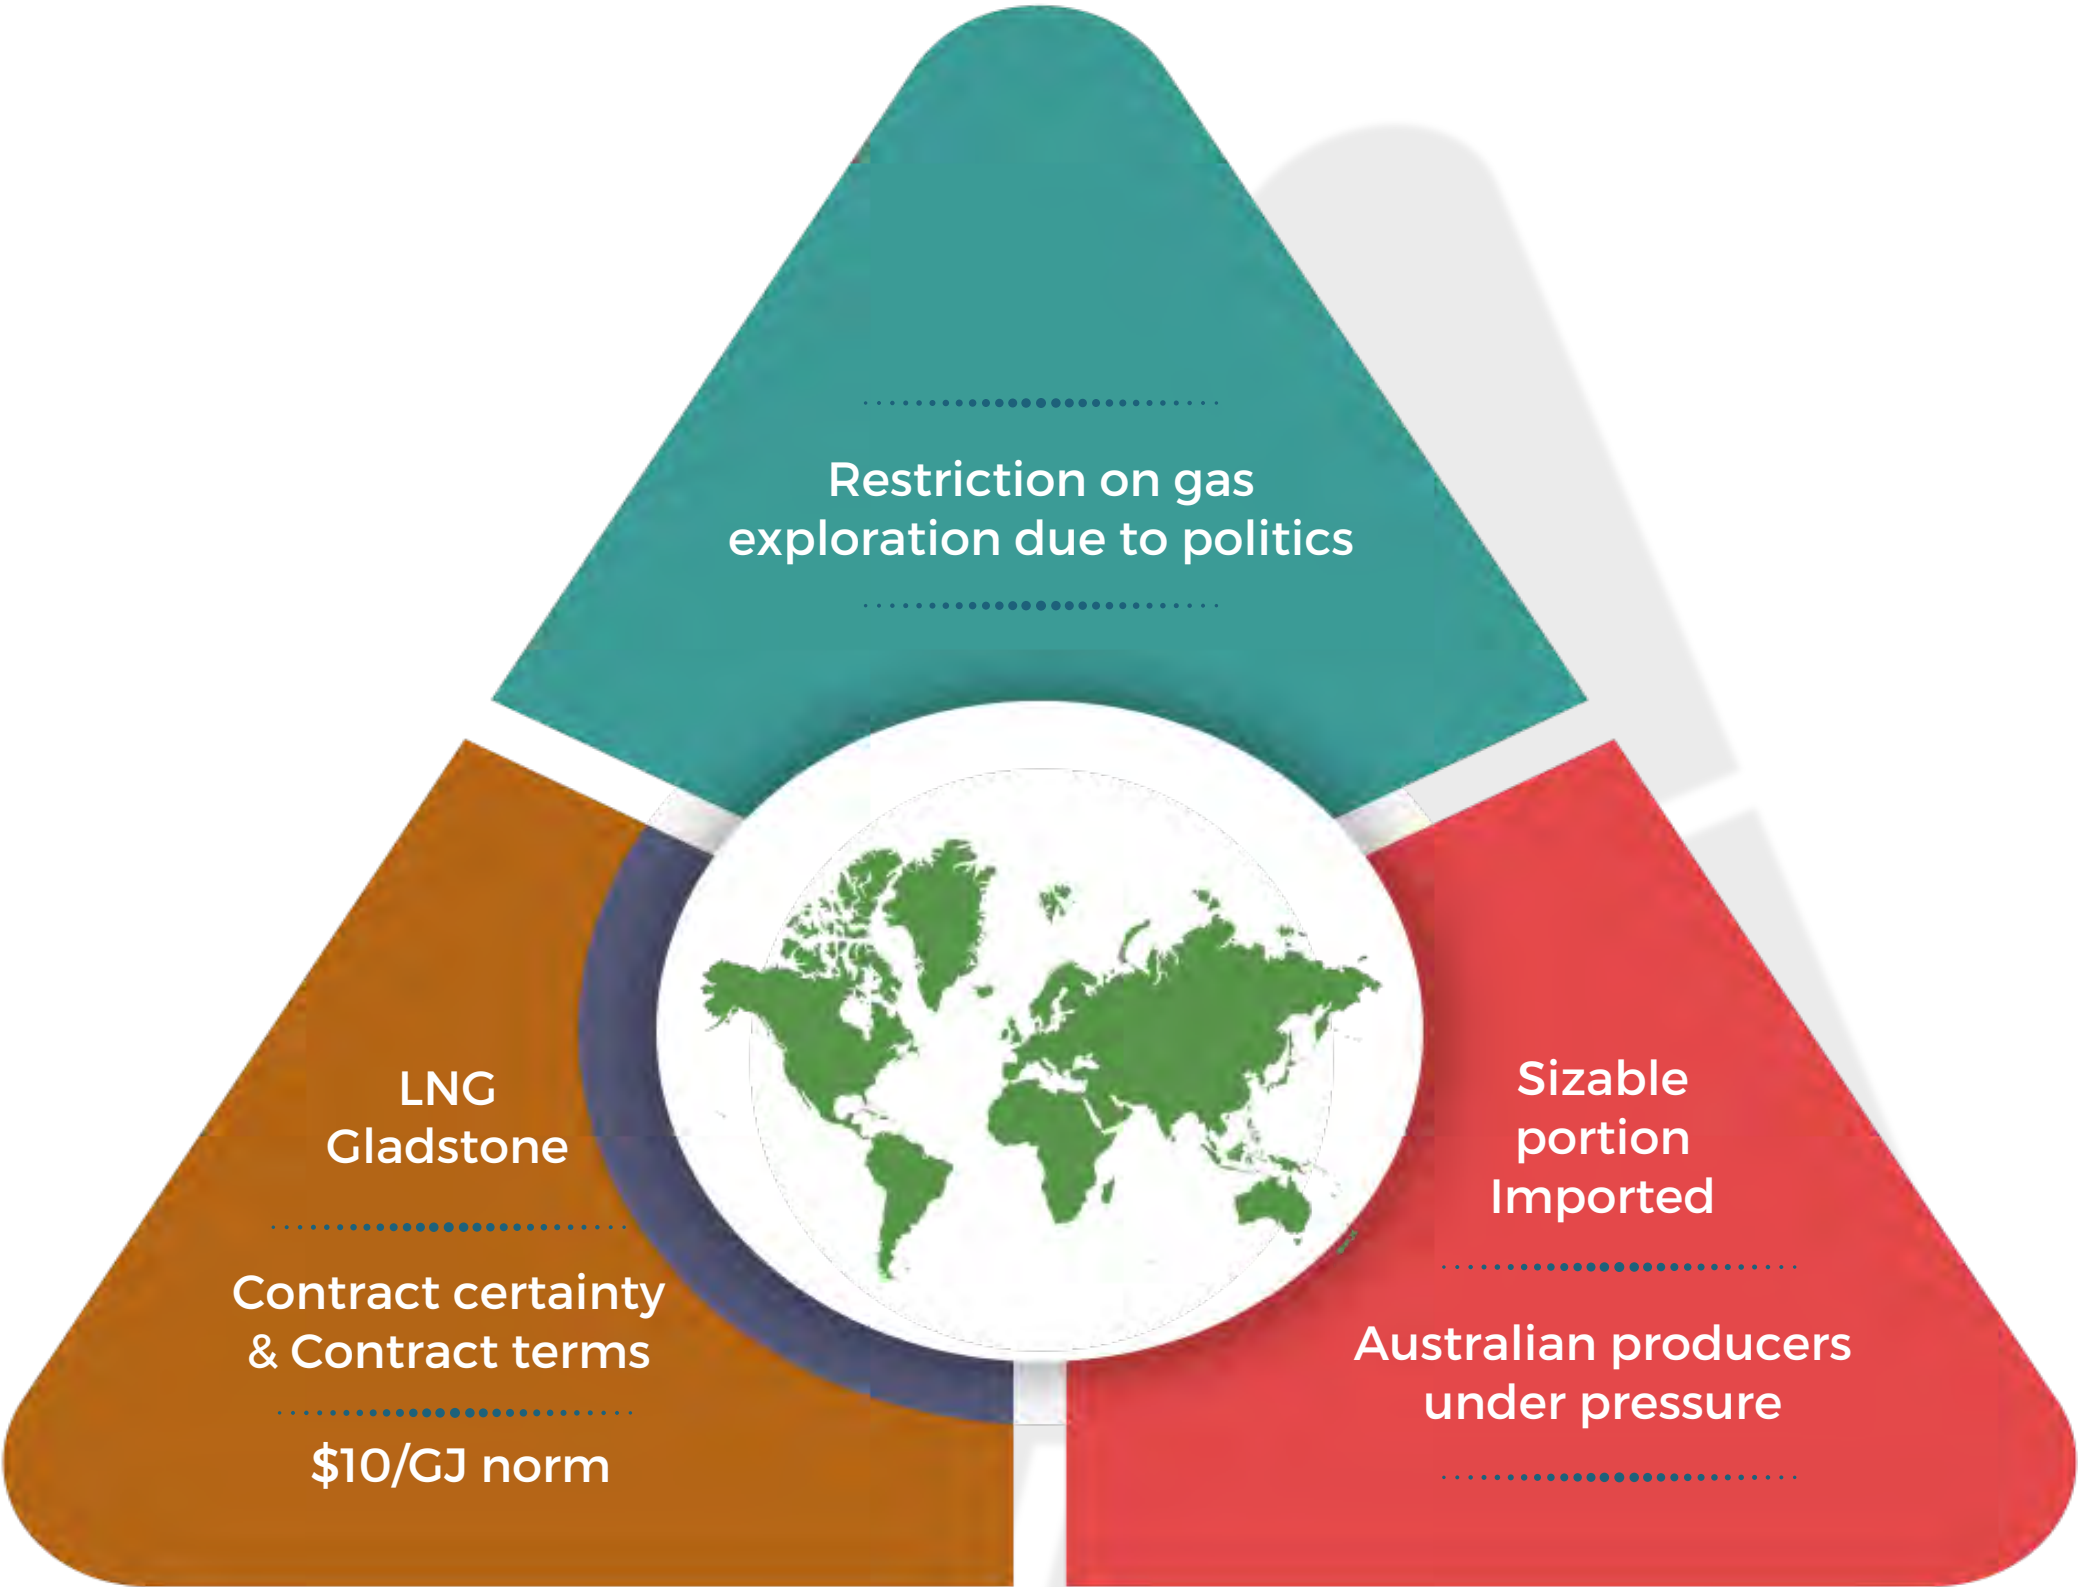 Restriction on gas
exploration due to politics
LNG
Gladstone
Contract certainty
& Contract terms
$10/GJ norm
Sizable
portion
Imported
Australian producers
under pressure